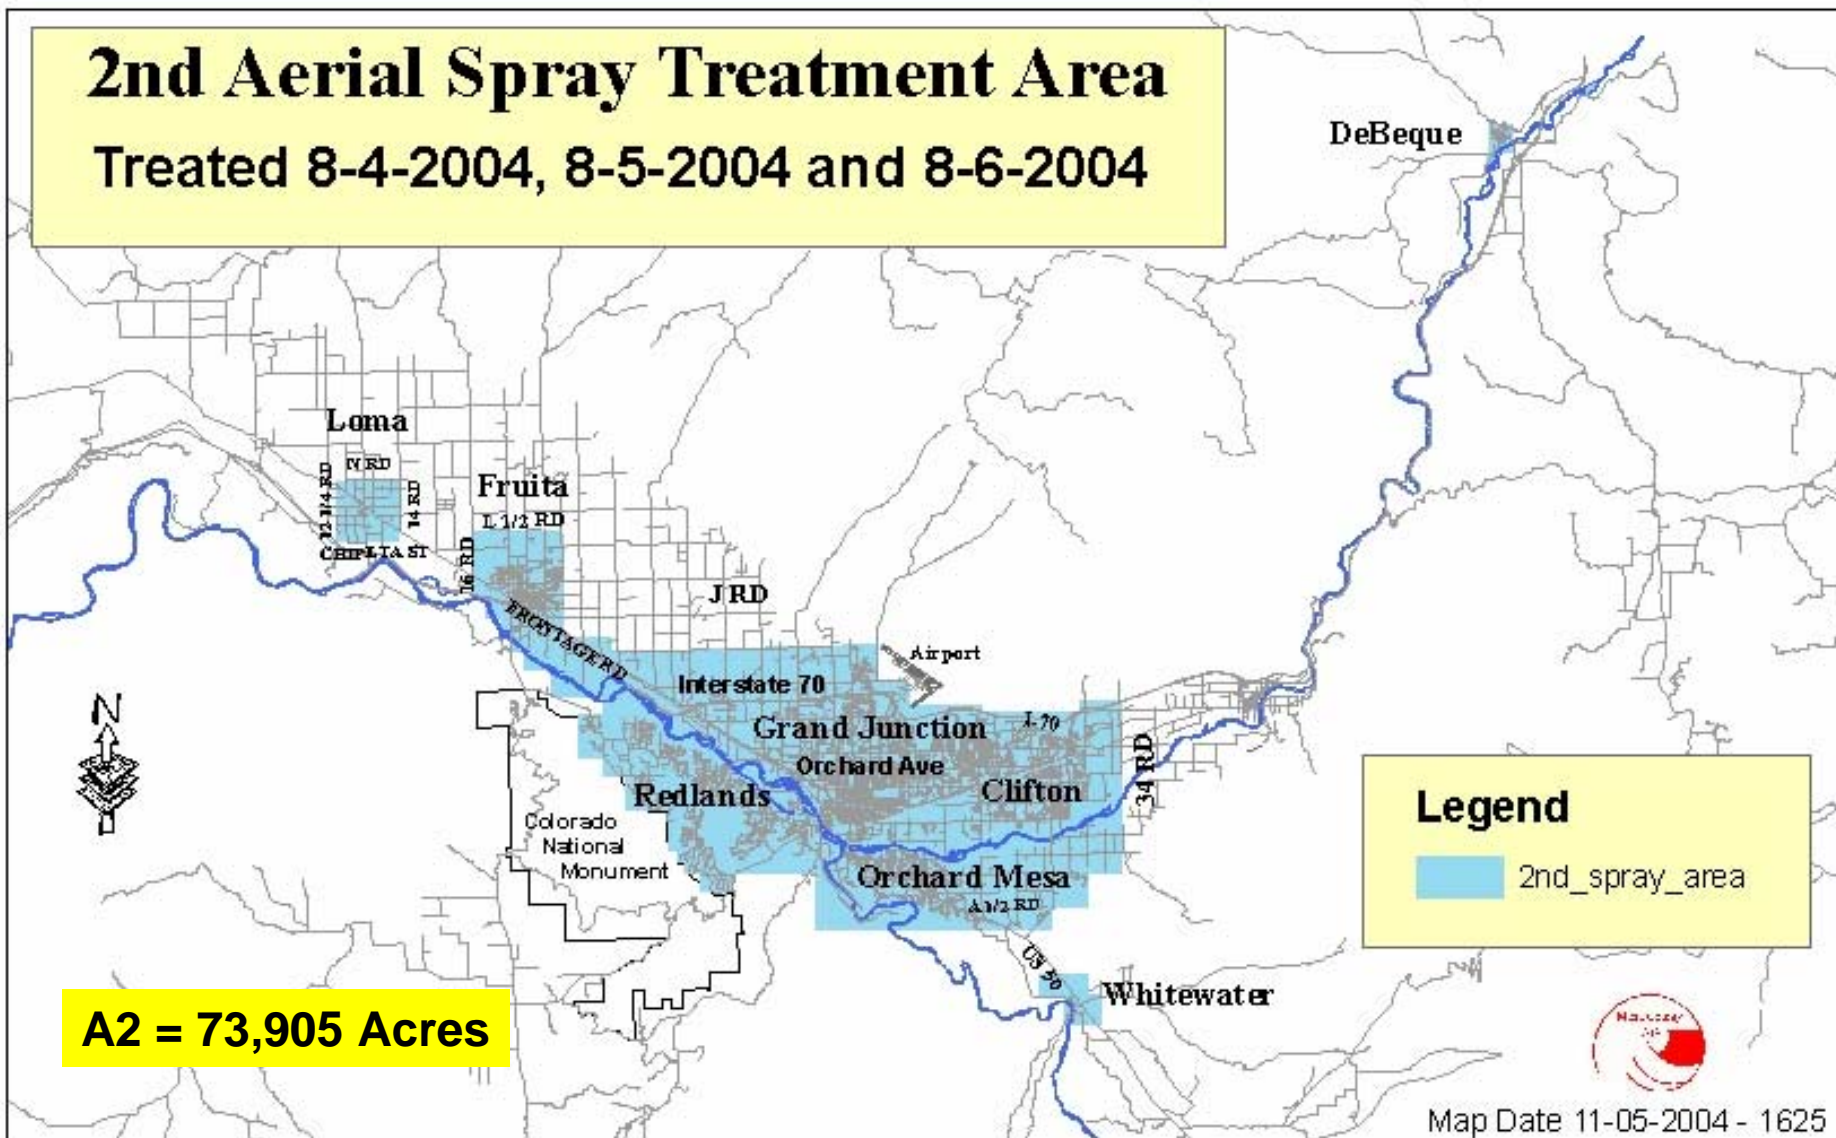 2nd Aerial Spray Treatment Area
Treated 8-4-2004, 8-5-2004 and 8-6-2004
DeBeque
Loma
N RD
12 1/4 RD
14 RD
Fruita
L 1/2 RD
16 RD
J RD
FRONTAGE RD
Airport
Interstate 70
Grand Junction
I-70
Orchard Ave
Clifton
34 RD
Redlands
Colorado
National
Monument
Orchard Mesa
A 1/2 RD
US 50
Whitewater
N
Legend
2nd_spray_area
A2 = 73,905 Acres
Map Date 11-05-2004 - 1625